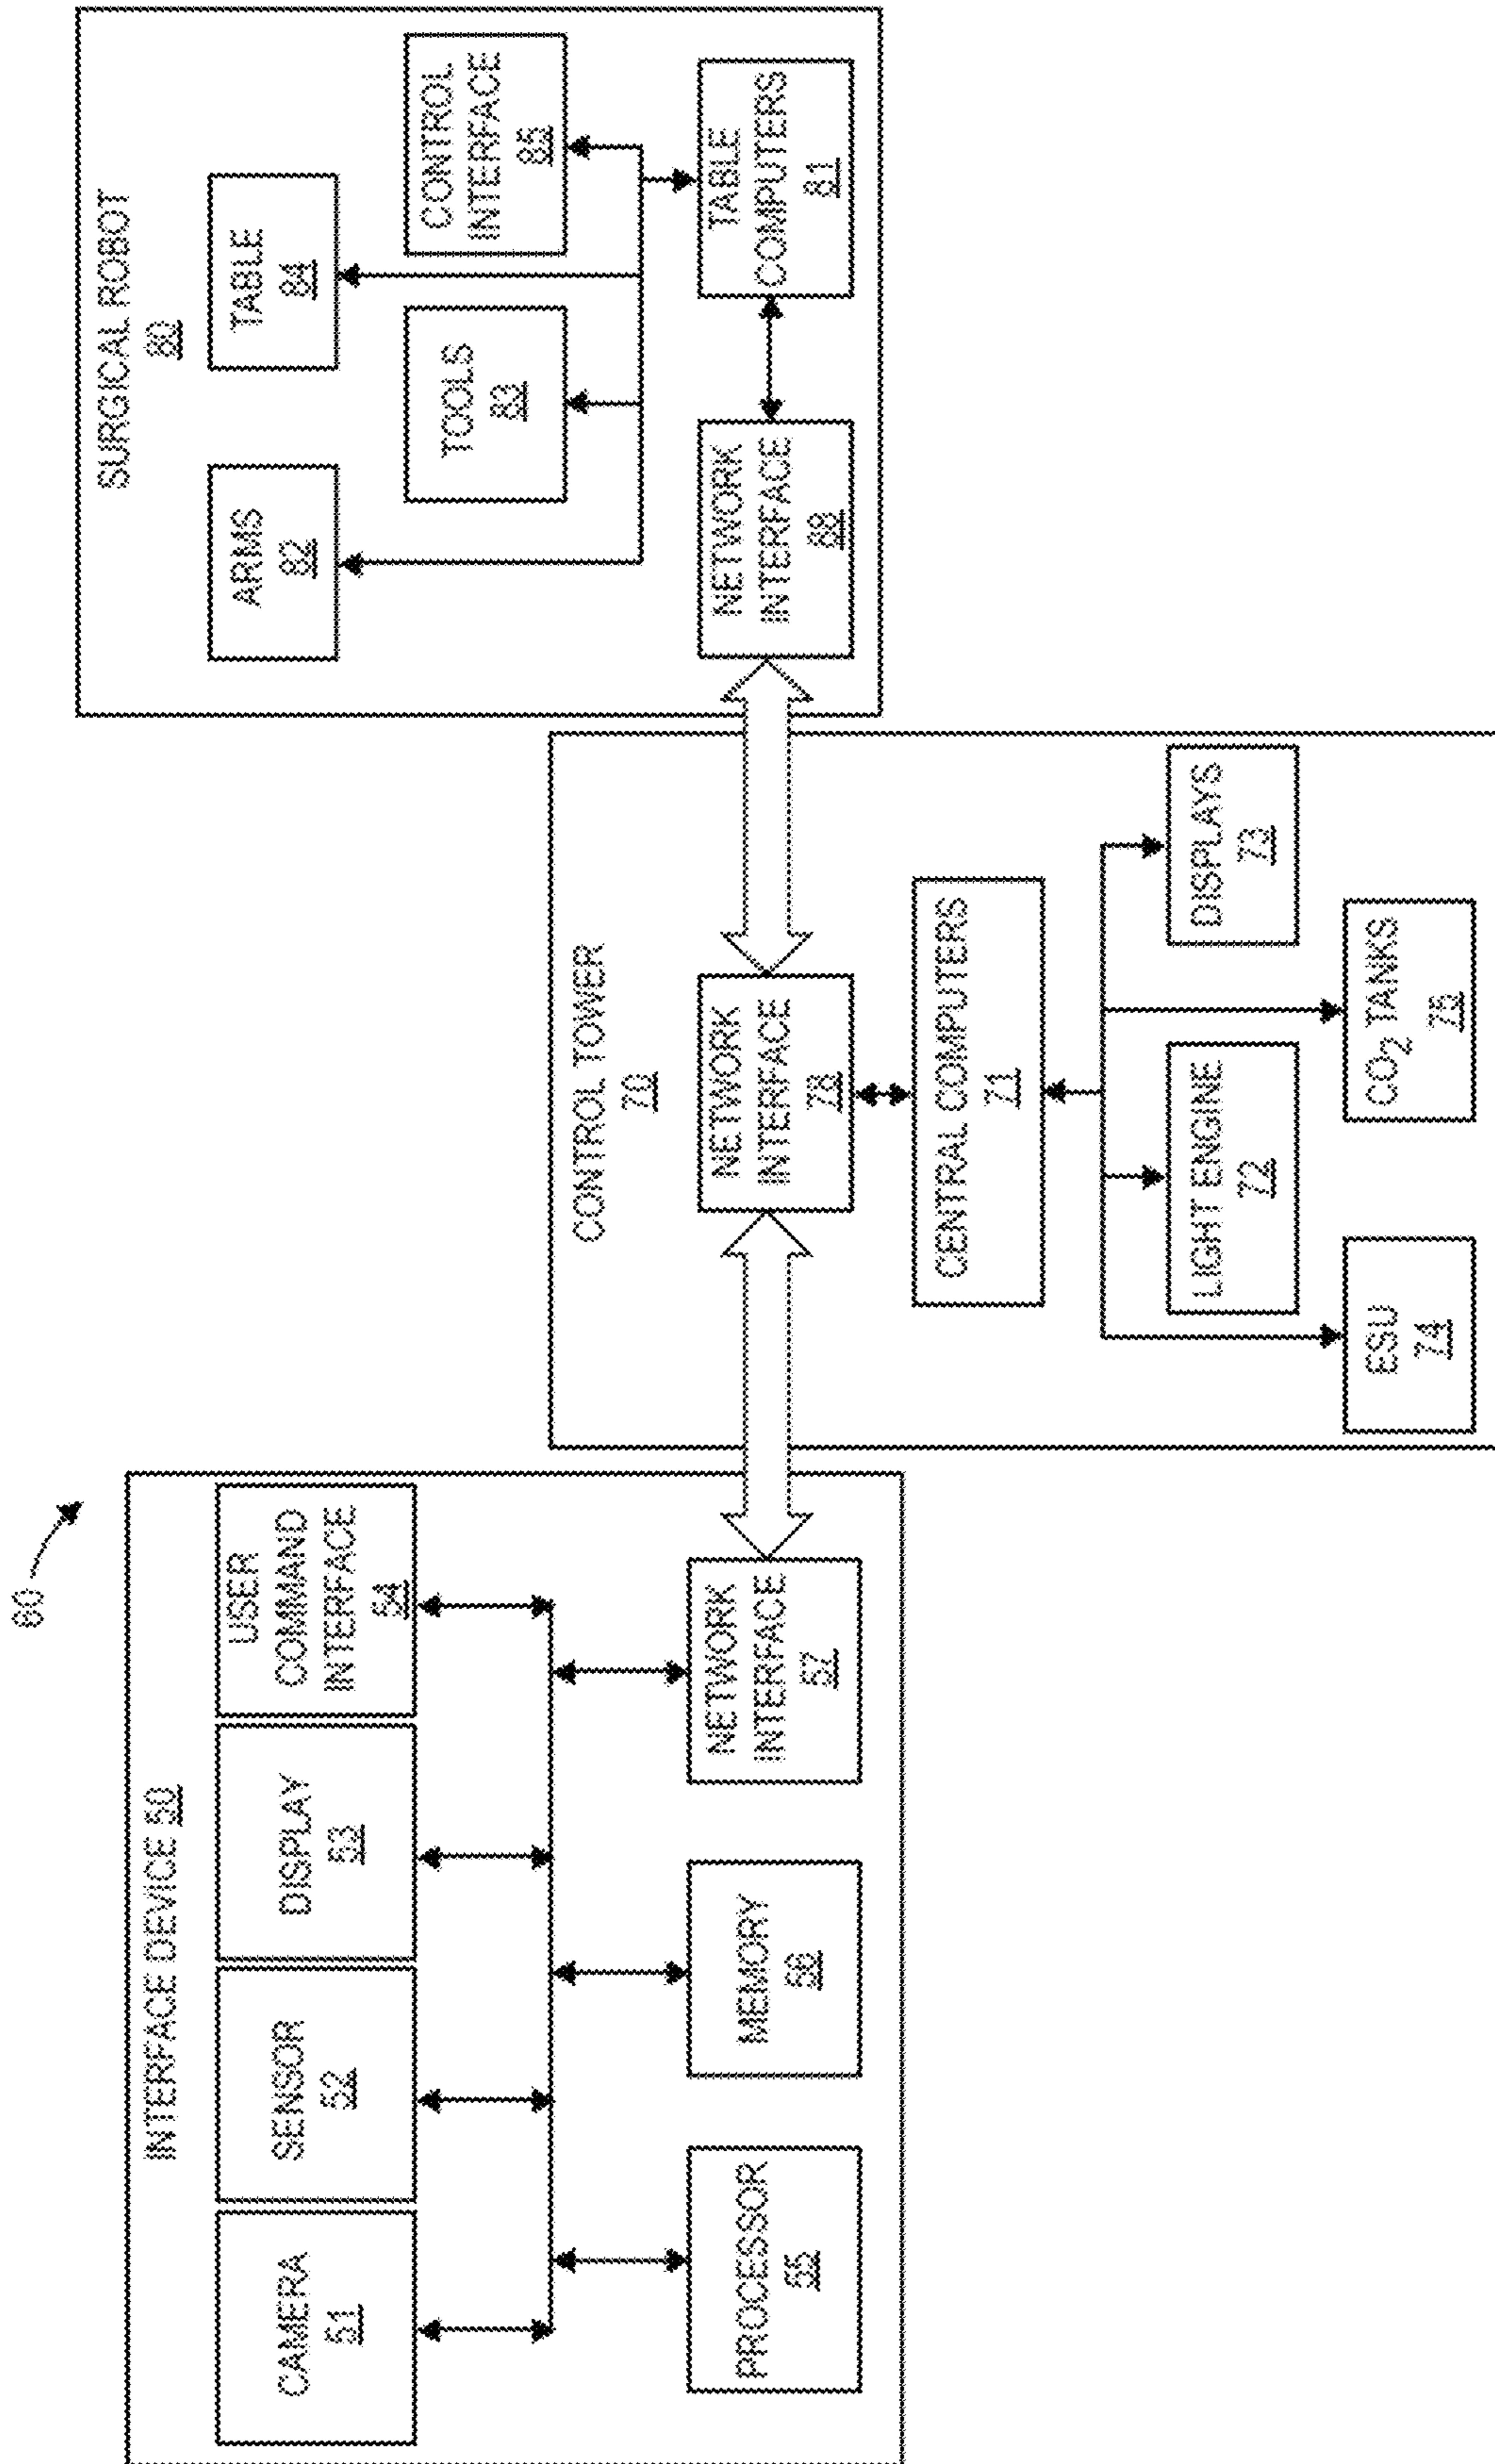 60
INTERFACE DEVICE 50
CAMERA
51
SENSOR
52
DISPLAY
53
USER
COMMAND
INTERFACE
54
PROCESSOR
55
MEMORY
56
NETWORK
INTERFACE
57
CONTROL TOWER
70
NETWORK
INTERFACE
78
CENTRAL COMPUTERS
71
LIGHT ENGINE
72
DISPLAYS
73
ESU
74
CO2 TANKS
75
SURGICAL ROBOT
80
ARMS
82
TABLE
84
TOOLS
83
CONTROL
INTERFACE
85
NETWORK
INTERFACE
88
TABLE
COMPUTERS
81